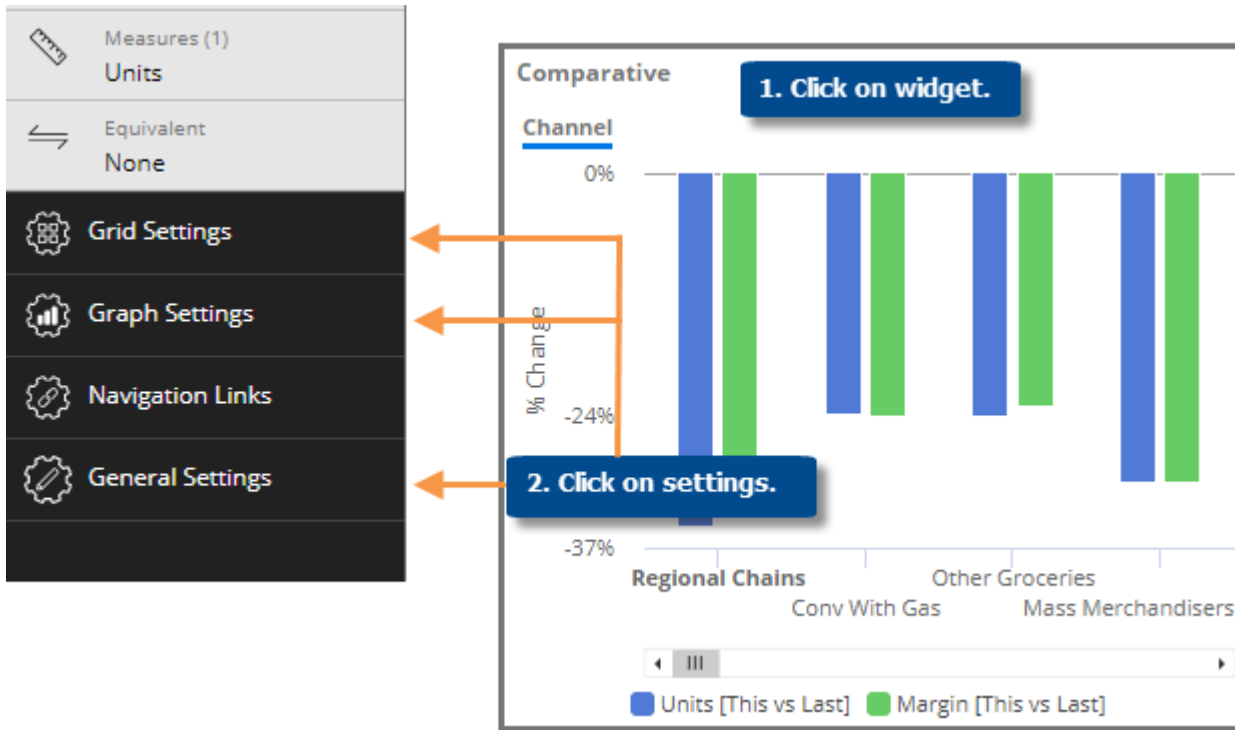 Measures (1)
Units
Equivalent
None
Grid Settings
Graph Settings
Navigation Links
General Settings
Comparative
1. Click on widget.
Channel
0%
% Change
-24%
2. Click on settings.
-37%
Regional Chains
Other Groceries
Conv With Gas
Mass Merchandisers
Units [This vs Last]
Margin [This vs Last]